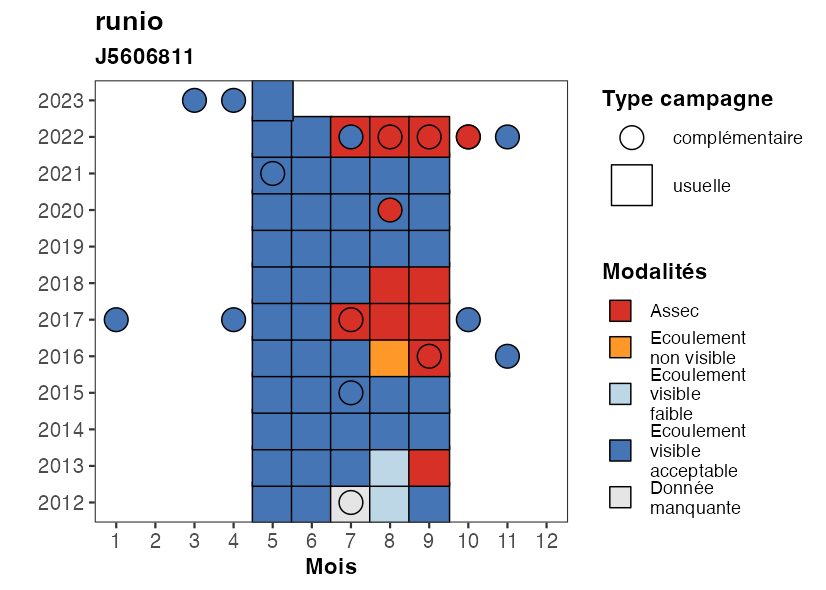 runio
J5606811
2023
2022
2021
2020
2019
2018
2017
2016
2015
2014
2013
2012
1 2 3 4 5 6 7 8 9 10 11 12
Mois
Type campagne
complémentaire
usuelle
Modalités
Assec
Ecoulement
non visible
Ecoulement
visible
faible
Ecoulement
visible
acceptable
Donnée
manquante